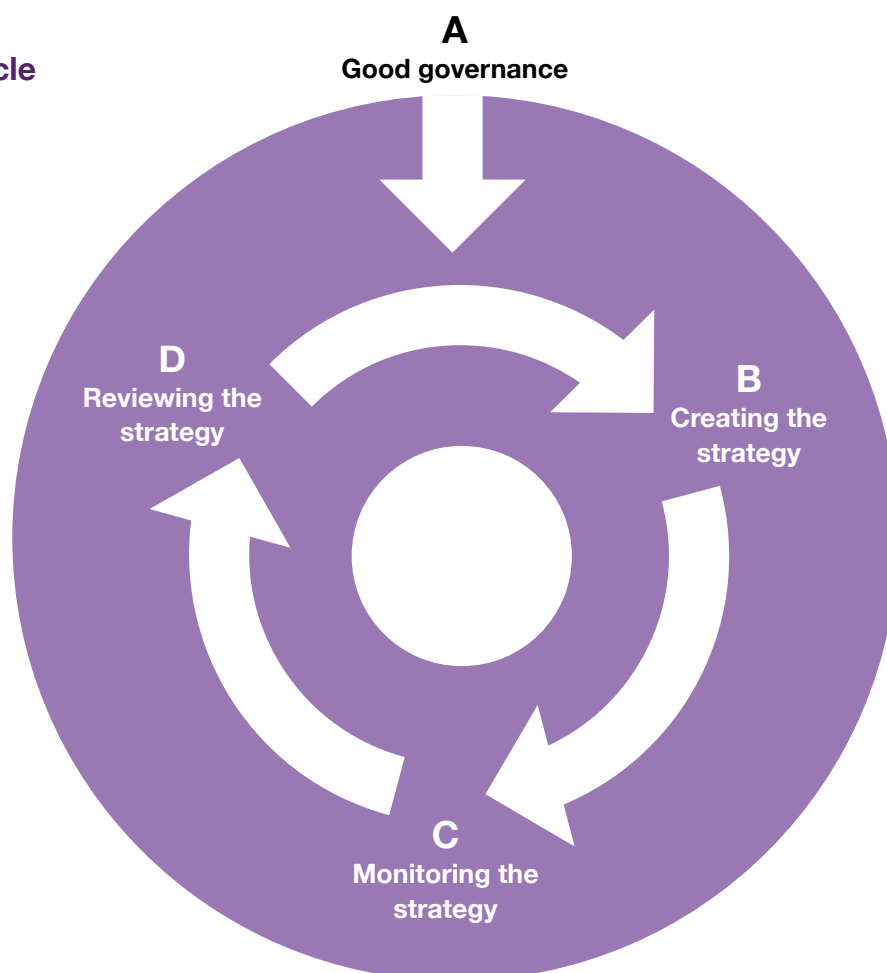 A
Good governance
cle
D
Reviewing the
strategy
B
Creating the
strategy
C
Monitoring the
strategy